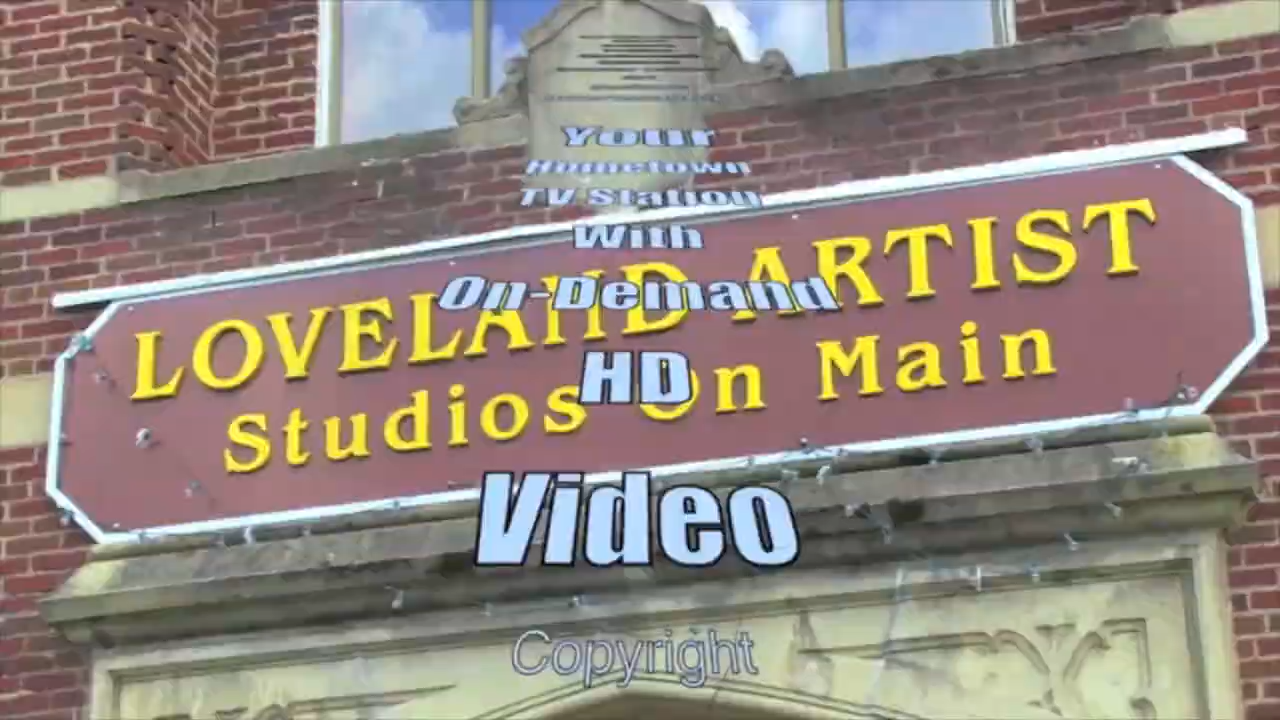 Your
Hometown
TV Station
With
On-Demand
HD
Video
Copyright
LOVELAND ARTIST
Studios On Main